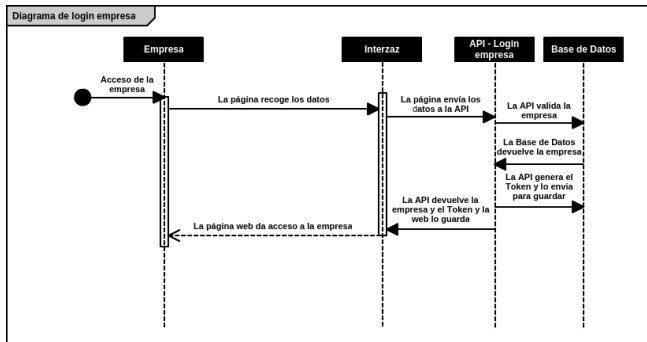 Diagrama de login empresa
Empresa
Interzaz
API - Login
empresa
Base de Datos
Acceso de la
empresa
La página recoge los datos
La página envía los
datos a la API
La API valida la
empresa
La Base de Datos
devuelve la empresa
La API genera el
Token y lo envia
para guardar
La API devuelve la
empresa y el Token y la
web lo guarda
La página web da acceso a la empresa